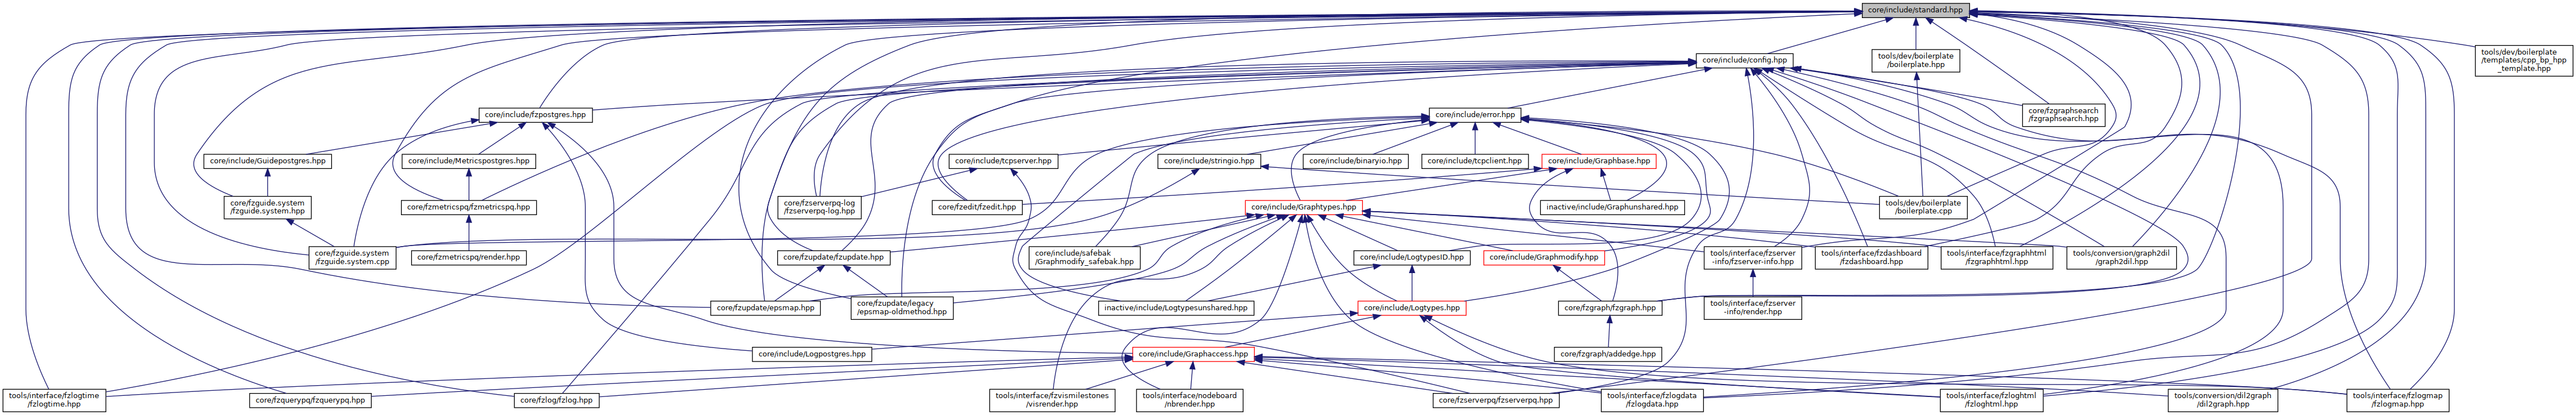 core/include/standard.hpp
core/include/config.hpp
tools/dev/boilerplate
/boilerplate.hpp
tools/dev/boilerplate
/templates/cpp_bp_hpp
_template.hpp
core/include/fzpostgres.hpp
core/include/error.hpp
core/fzgraphsearch
/fzgraphsearch.hpp
core/include/Guidepostgres.hpp
core/include/Metricspostgres.hpp
core/include/tcpserver.hpp
core/include/stringio.hpp
core/include/binaryio.hpp
core/include/tcpclient.hpp
core/include/Graphbase.hpp
core/fzguide.system
/fzguide.system.hpp
core/fzmetricspq/fzmetricspq.hpp
core/fzserverpq-log
/fzserverpq-log.hpp
core/fzedit/fzedit.hpp
core/include/Graphtypes.hpp
inactive/include/Graphunshared.hpp
tools/dev/boilerplate
/boilerplate.cpp
core/fzguide.system
/fzguide.system.cpp
core/fzmetricspq/render.hpp
core/fzupdate/fzupdate.hpp
core/include/safebak
/Graphmodify_safebak.hpp
core/include/LogtypesID.hpp
core/include/Graphmodify.hpp
tools/interface/fzserver
-info/fzserver-info.hpp
tools/interface/fzdashboard
/fzdashboard.hpp
tools/interface/fzgraphhtml
/fzgraphhtml.hpp
tools/conversion/graph2dil
/graph2dil.hpp
core/fzupdate/epsmap.hpp
core/fzupdate/legacy
/epsmap-oldmethod.hpp
inactive/include/Logtypesunshared.hpp
core/include/Logtypes.hpp
core/fzgraph/fzgraph.hpp
tools/interface/fzserver
-info/render.hpp
core/include/Logpostgres.hpp
core/include/Graphaccess.hpp
core/fzgraph/addedge.hpp
tools/interface/fzlogtime
/fzlogtime.hpp
core/fzquerypq/fzquerypq.hpp
core/fzlog/fzlog.hpp
tools/interface/fzvismilestones
/visrender.hpp
tools/interface/nodeboard
/nbrender.hpp
core/fzserverpq/fzserverpq.hpp
tools/interface/fzlogdata
/fzlogdata.hpp
tools/interface/fzloghtml
/fzloghtml.hpp
tools/conversion/dil2graph
/dil2graph.hpp
tools/interface/fzlogmap
/fzlogmap.hpp